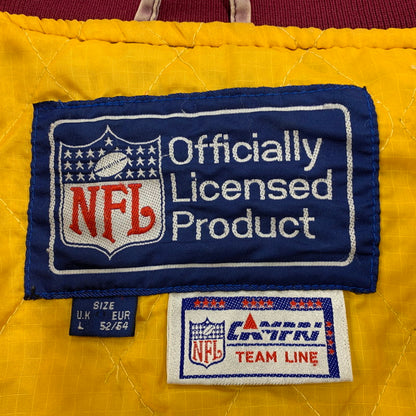 NFL
Officially
Licensed
Product
SIZE
U.K EUR
L 52/54
NFL
CAMPRI
TEAM LINE